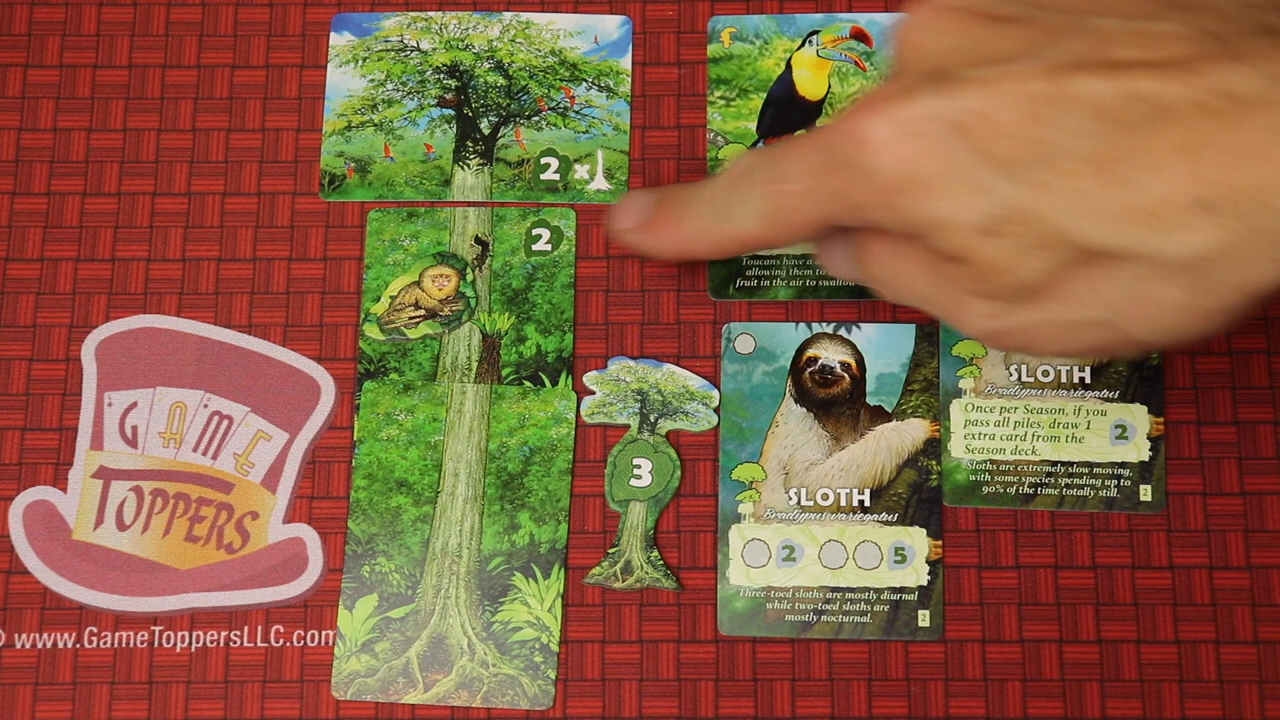 2 x
2
3
GAME
TOPPERS
www.GameToppersLLC.com
Toucans have a
allowing them to
fruit in the air to swallow
SLOTH
Bradypus variegatus
2 5
Three-toed sloths are mostly diurnal
while two-toed sloths are
mostly nocturnal.
2
SLOTH
Bradypus variegatus
Once per Season, if you
pass all piles, draw 1
extra card from the
Season deck.
2
Sloths are extremely slow moving,
with some species spending up to
90% of the time totally still.
2